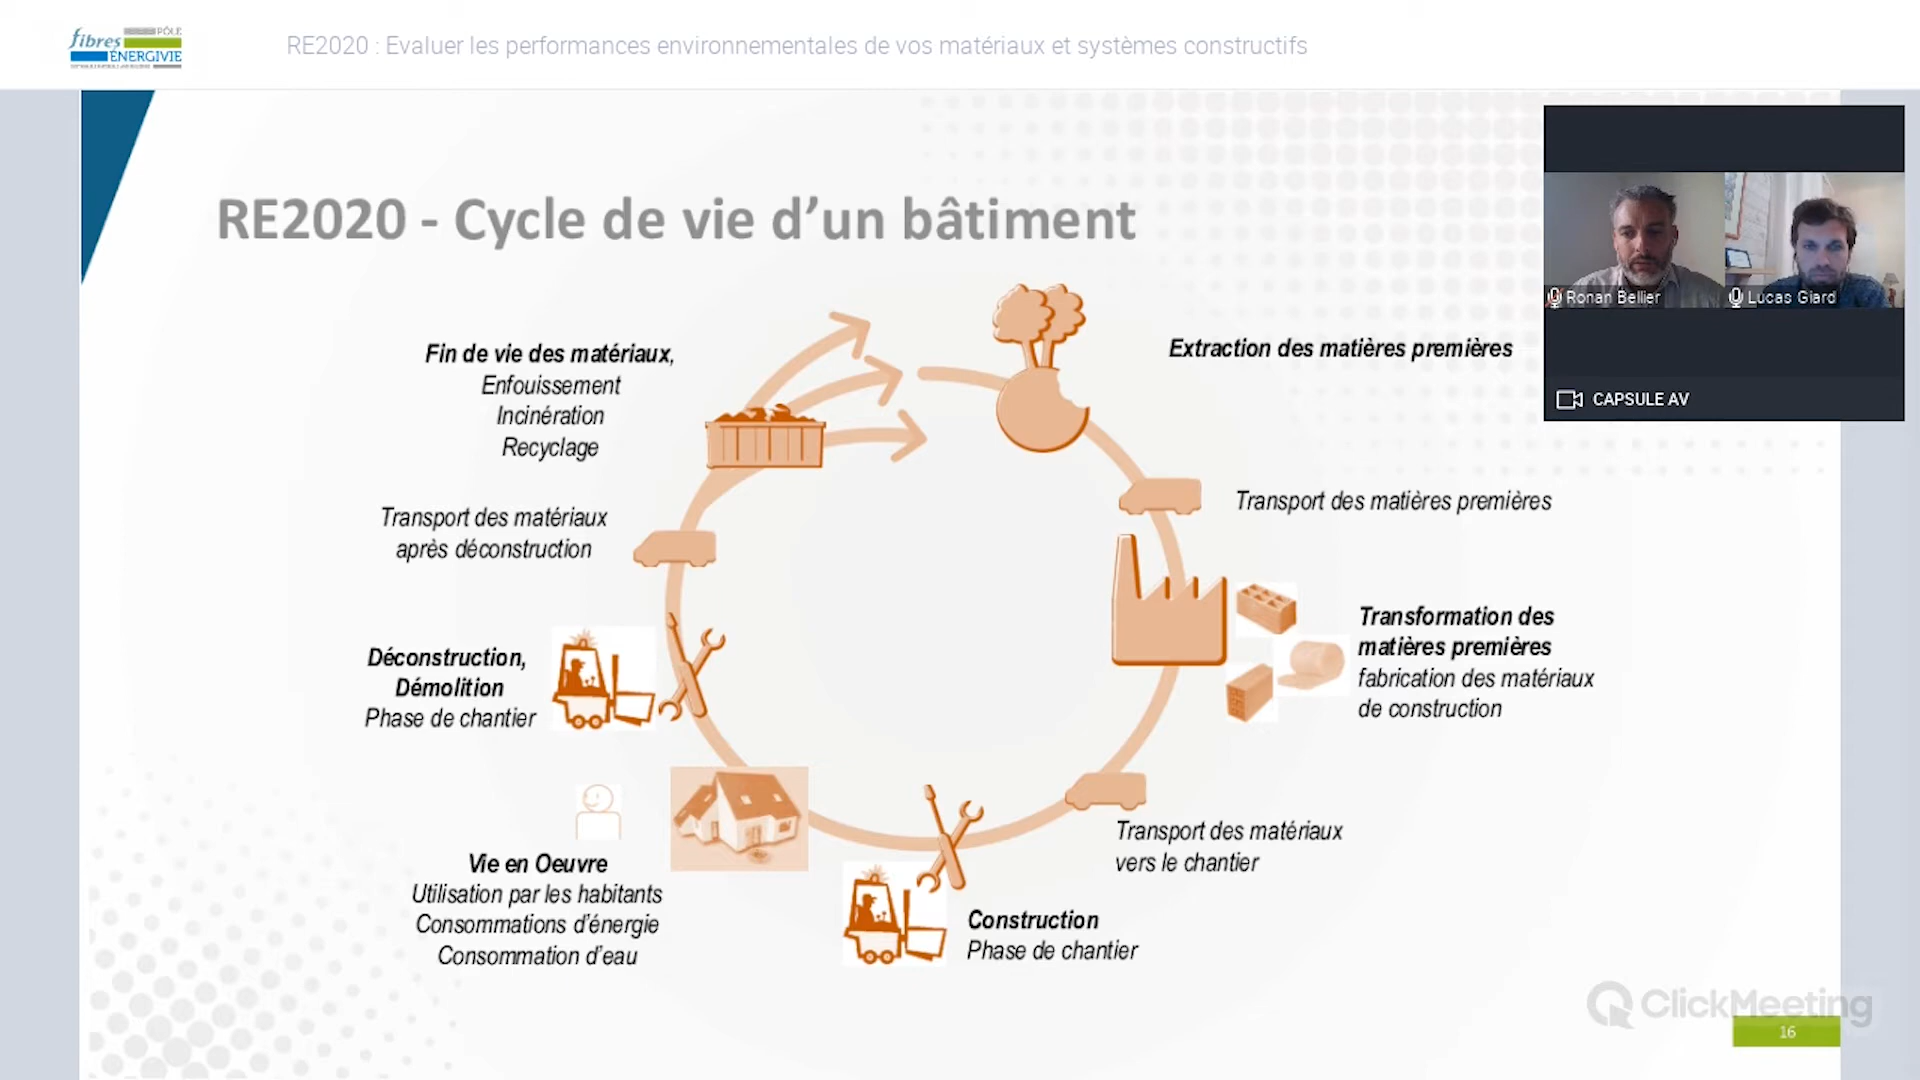 fibres
PÔLE
ÉNERGIVIE
RE2020 : Evaluer les performances environnementales de vos matériaux et systèmes constructifs
RE2020 - Cycle de vie d’un bâtiment
Ronan Bellier
Lucas Giard
CAPSULE AV
Extraction des matières premières
Transport des matières premières
Transformation des
matières premières
fabrication des matériaux
de construction
Transport des matériaux
vers le chantier
Construction
Phase de chantier
Vie en Oeuvre
Utilisation par les habitants
Consommations d’énergie
Consommation d’eau
Déconstruction,
Démolition
Phase de chantier
Transport des matériaux
après déconstruction
Fin de vie des matériaux,
Enfouissement
Incinération
Recyclage
ClickMeeting
16